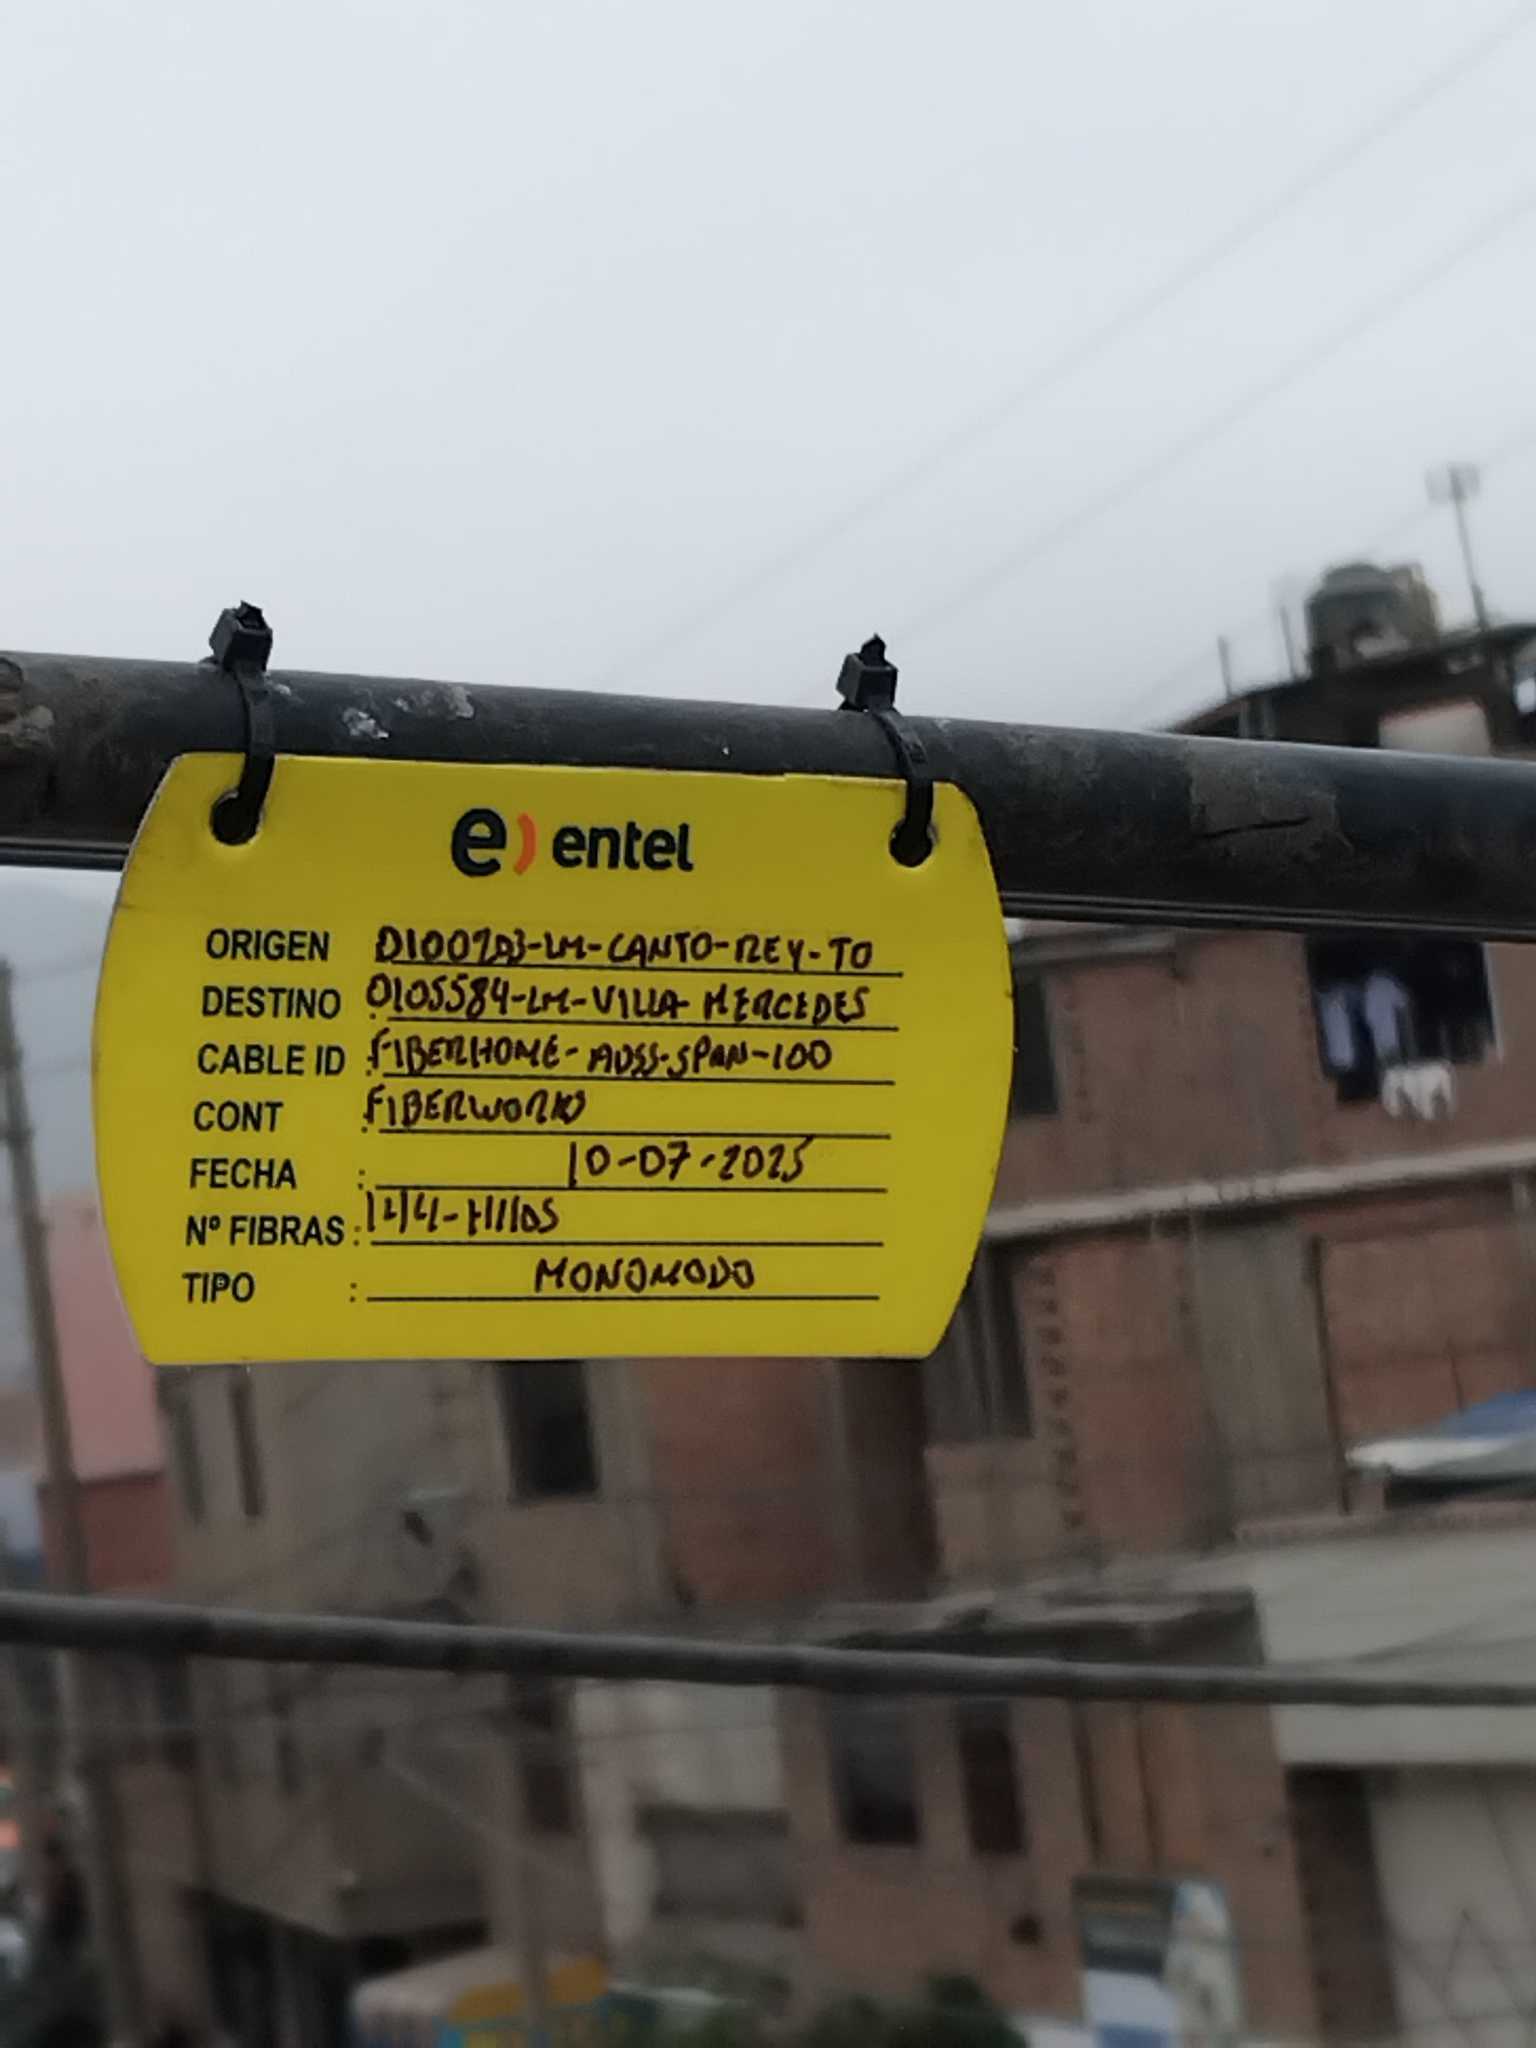 e) entel
ORIGEN 0100703-LM-CANTO-REY-TO
DESTINO : 0105584-LM-VILLA MERCEDES
CABLE ID : FIBERHOME-ADSS-SPAN-100
CONT : FIBERWORKS
FECHA : 10-07-2025
Nº FIBRAS : 144-HILOS
TIPO : MONOMODO